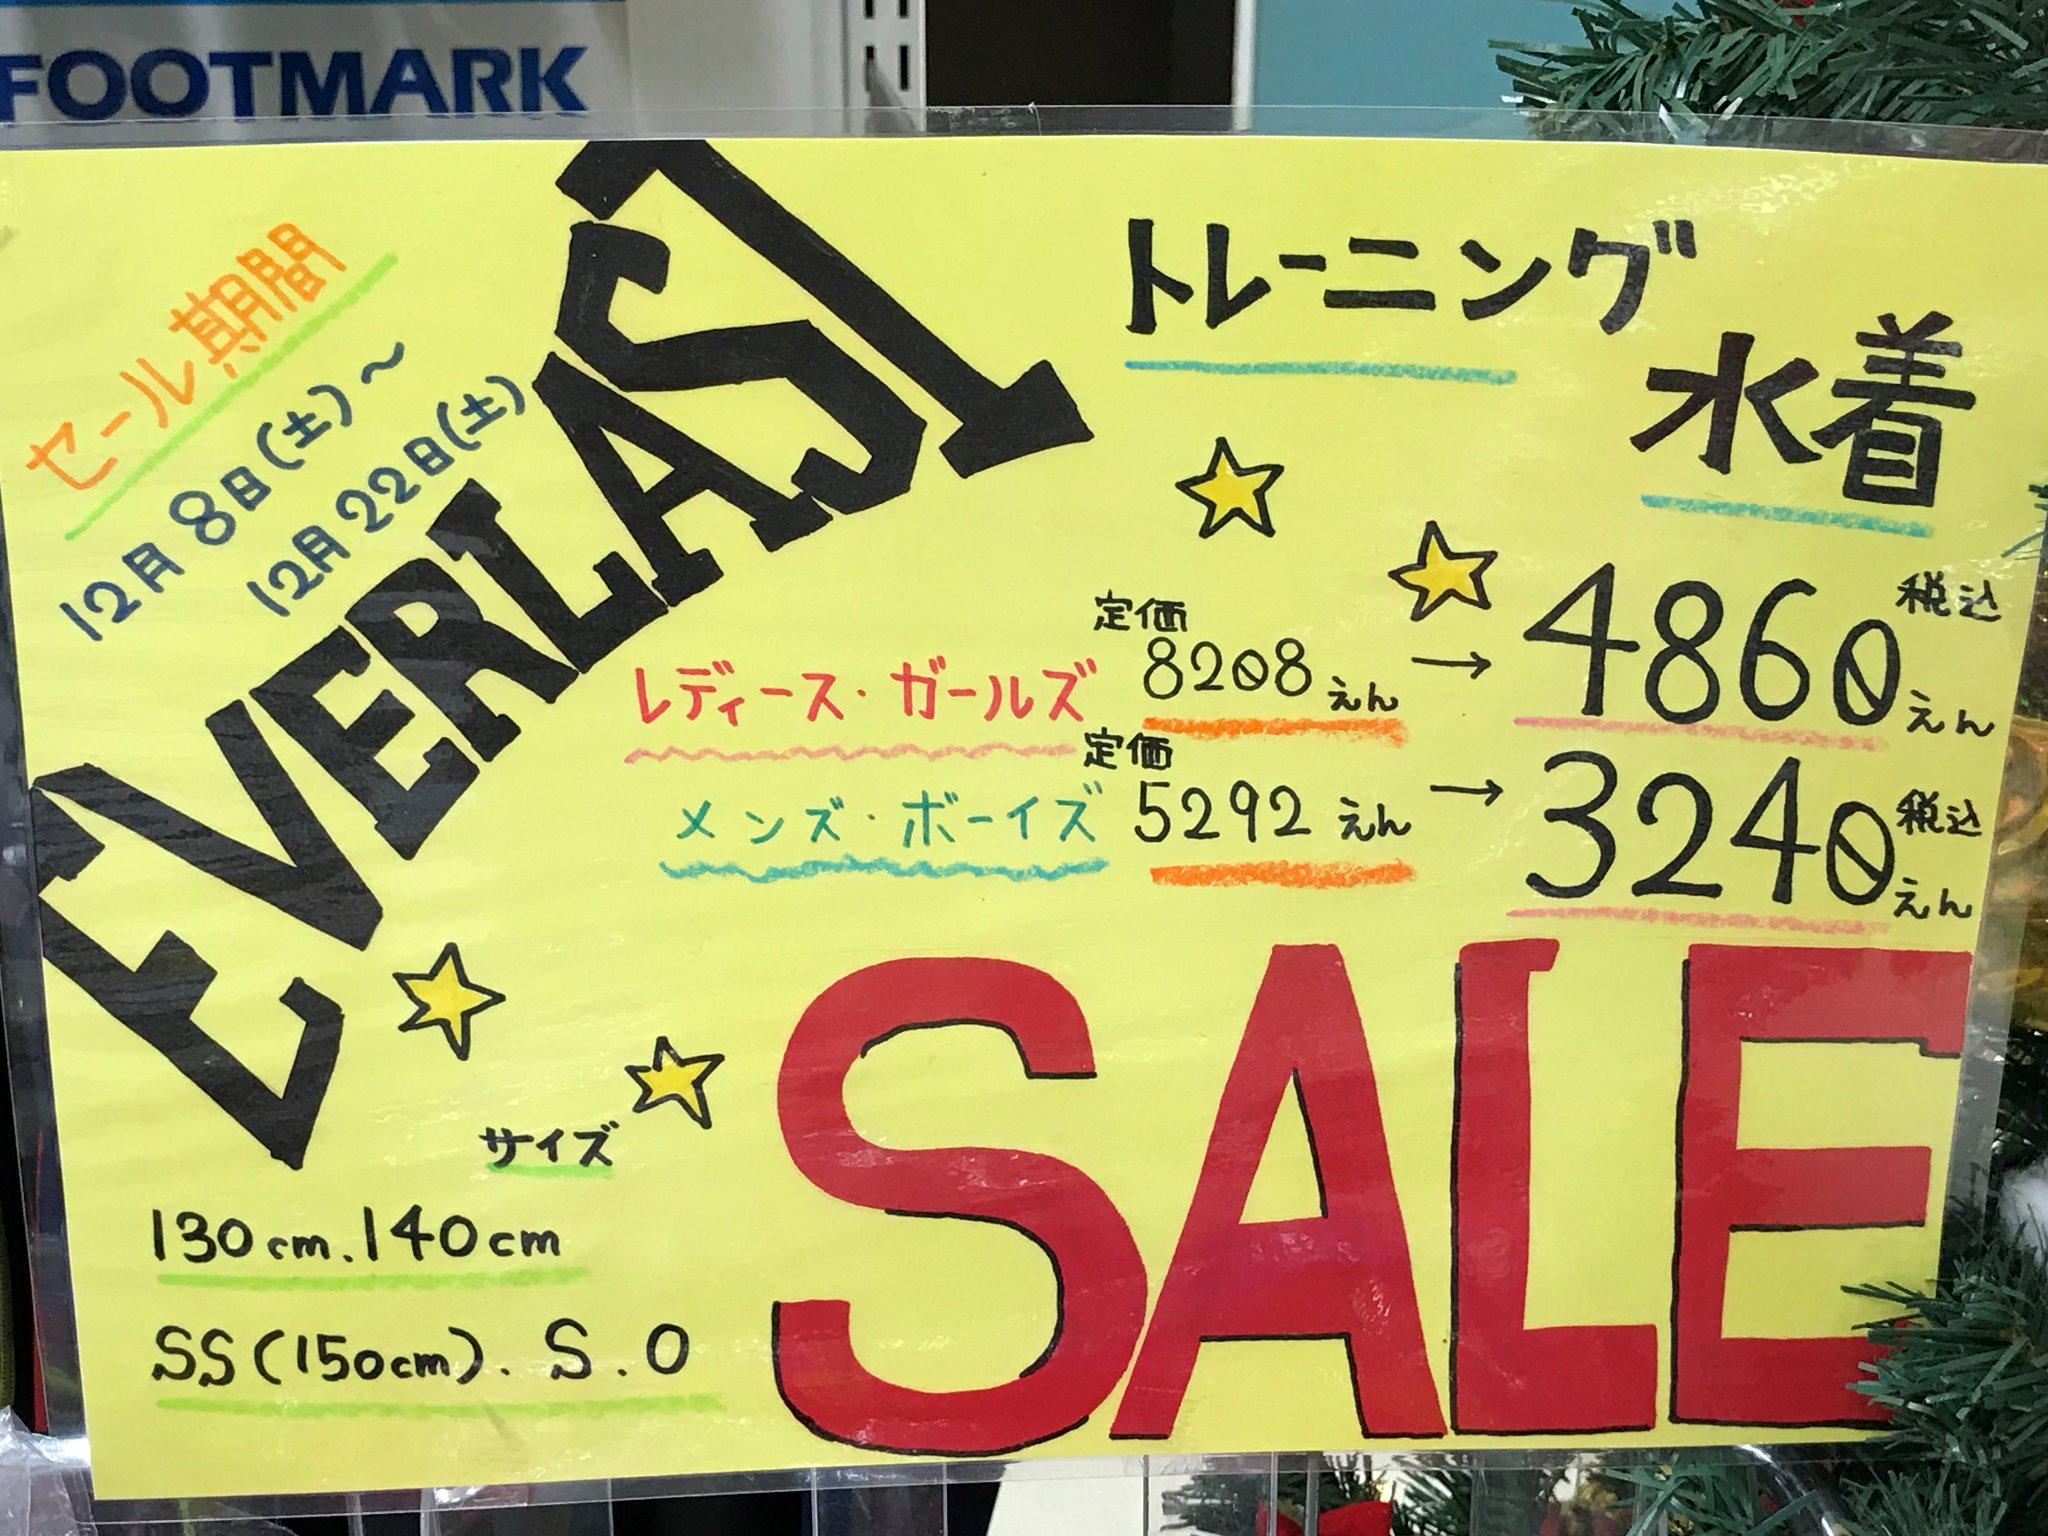 FOOTMARK
セール期間
12月8日(土)～
12月22日(土)
EVERLAST
トレーニング
水着
レディース・ガールズ 定価 8208えん → 4860えん 税込
メンズ・ボーイズ 定価 5292えん → 3240えん 税込
サイズ
130cm.140cm
SS(150cm).S.O
SALE